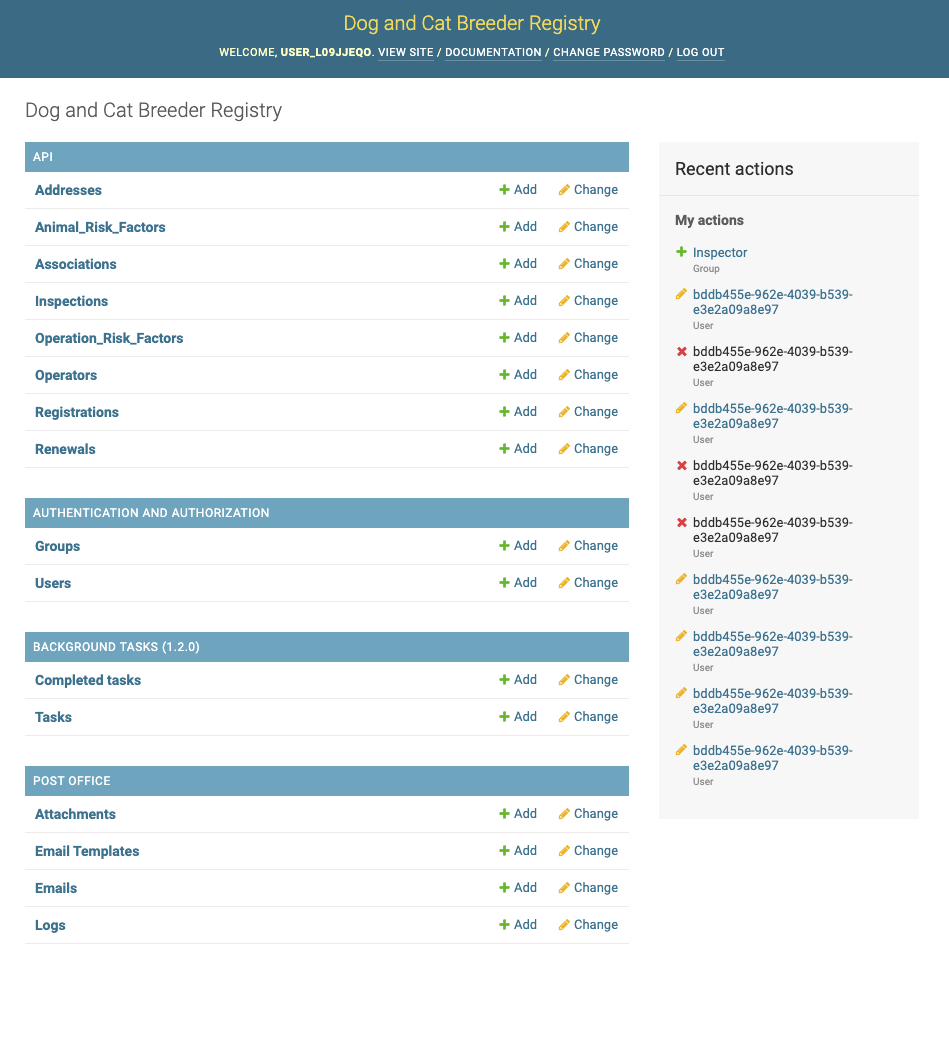 Dog and Cat Breeder Registry
WELCOME, USER_L09JJEQO. VIEW SITE / DOCUMENTATION / CHANGE PASSWORD / LOG OUT
Dog and Cat Breeder Registry
API
Addresses Add Change
Animal_Risk_Factors Add Change
Associations Add Change
Inspections Add Change
Operation_Risk_Factors Add Change
Operators Add Change
Registrations Add Change
Renewals Add Change
AUTHENTICATION AND AUTHORIZATION
Groups Add Change
Users Add Change
BACKGROUND TASKS (1.2.0)
Completed tasks Add Change
Tasks Add Change
POST OFFICE
Attachments Add Change
Email Templates Add Change
Emails Add Change
Logs Add Change
Recent actions
My actions
Inspector
Group
bddb455e-962e-4039-b539-
e3e2a09a8e97
User
bddb455e-962e-4039-b539-
e3e2a09a8e97
User
bddb455e-962e-4039-b539-
e3e2a09a8e97
User
bddb455e-962e-4039-b539-
e3e2a09a8e97
User
bddb455e-962e-4039-b539-
e3e2a09a8e97
User
bddb455e-962e-4039-b539-
e3e2a09a8e97
User
bddb455e-962e-4039-b539-
e3e2a09a8e97
User
bddb455e-962e-4039-b539-
e3e2a09a8e97
User
bddb455e-962e-4039-b539-
e3e2a09a8e97
User